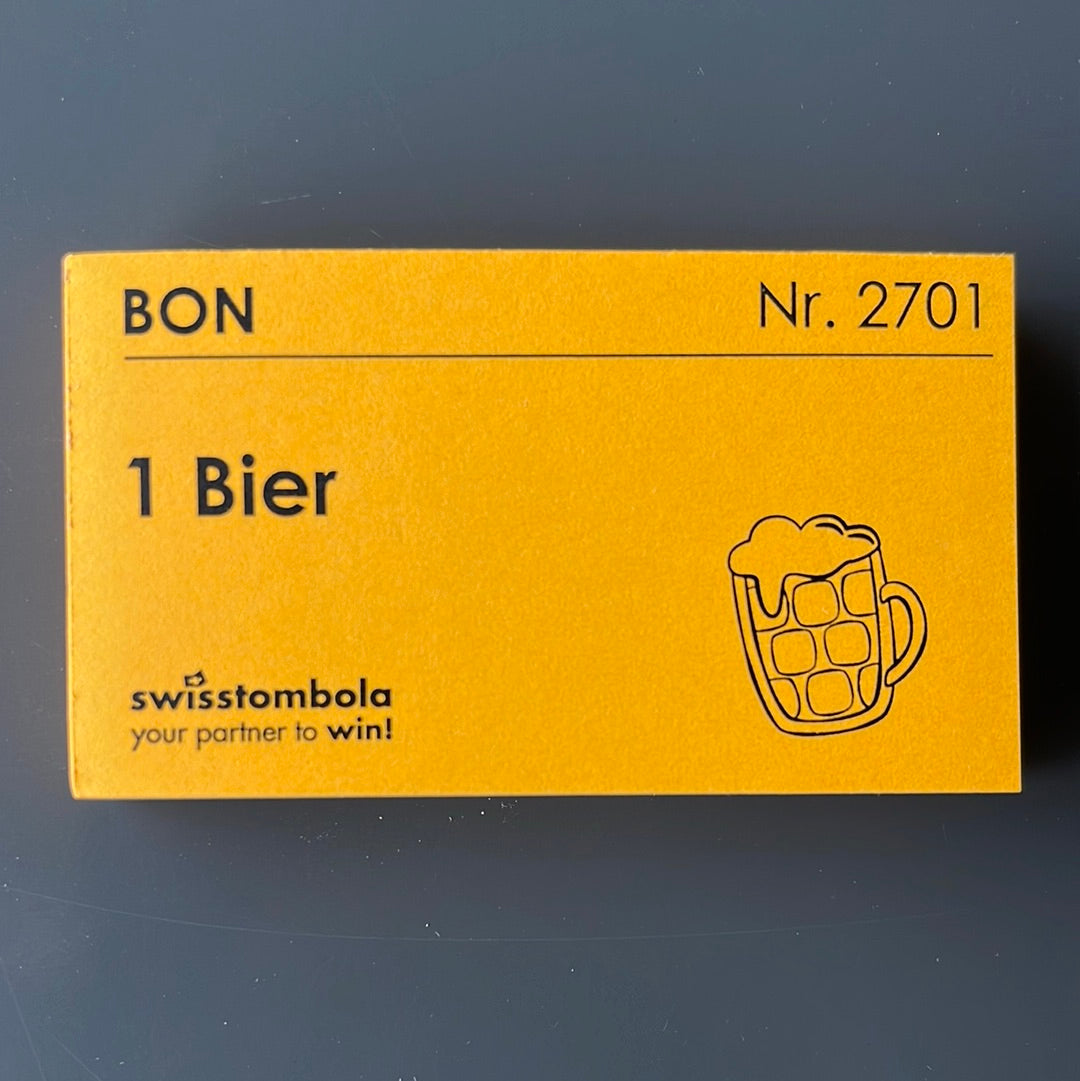 BON
Nr. 2701
1 Bier
swisstombola
your partner to win!